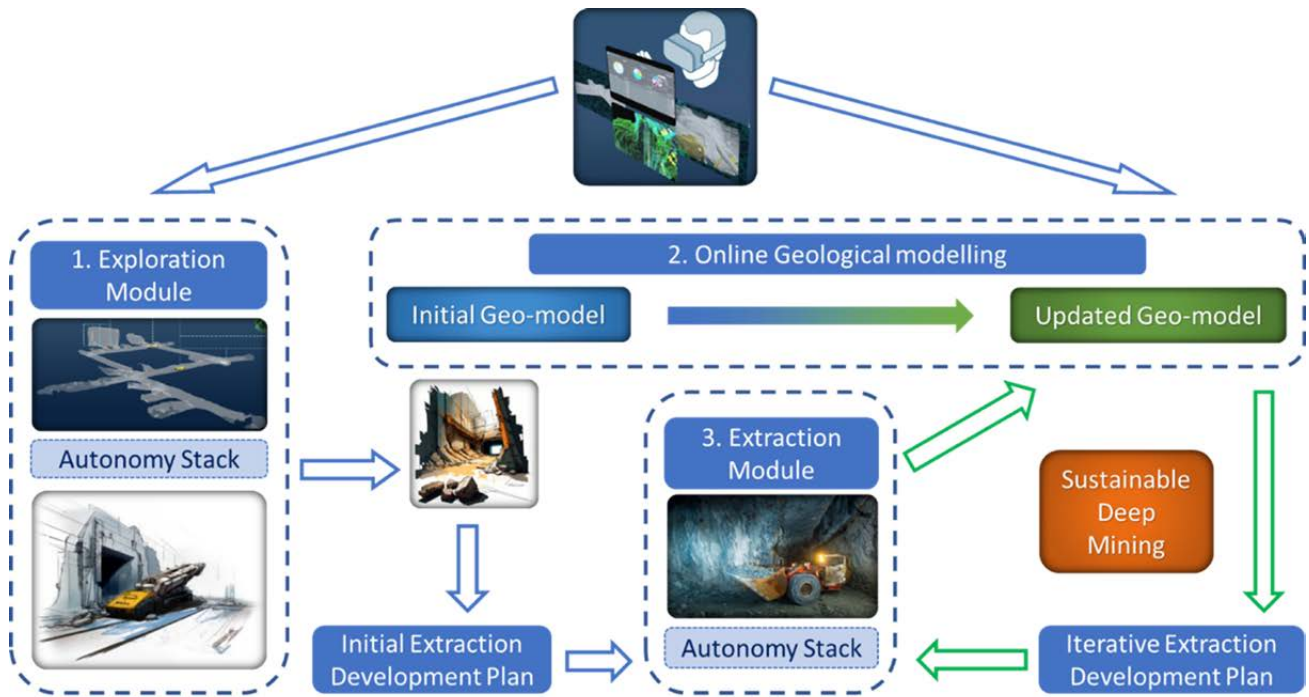 1. Exploration
Module
Autonomy Stack
2. Online Geological modelling
Initial Geo-model
Updated Geo-model
3. Extraction
Module
Autonomy Stack
Sustainable
Deep
Mining
Initial Extraction
Development Plan
Iterative Extraction
Development Plan